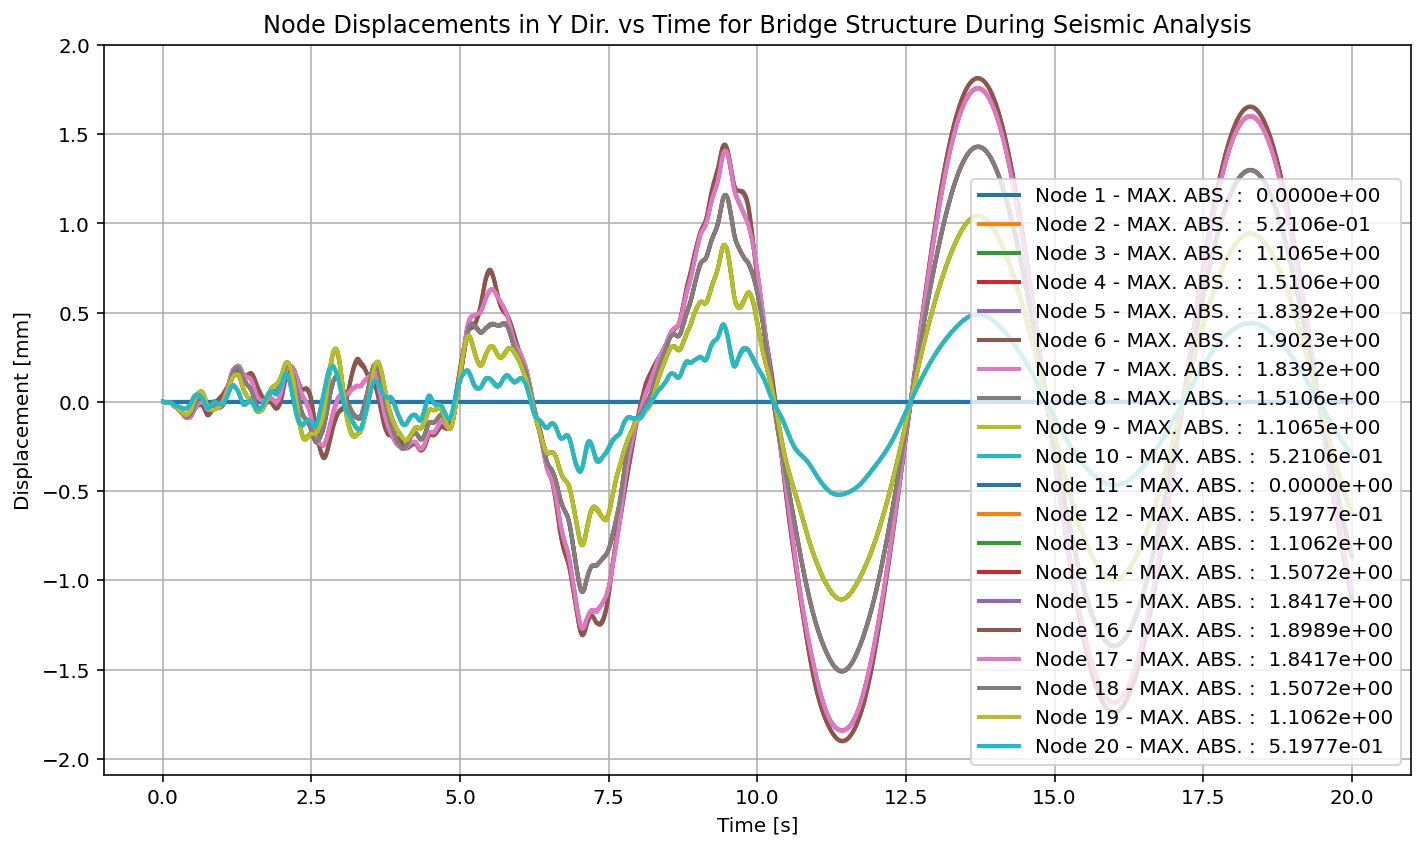 Node Displacements in Y Dir. vs Time for Bridge Structure During Seismic Analysis
2.0
1.5
1.0
0.5
0.0
−0.5
−1.0
−1.5
−2.0
Displacement [mm]
Node 1 - MAX. ABS. :  0.0000e+00
Node 2 - MAX. ABS. :  5.2106e-01
Node 3 - MAX. ABS. :  1.1065e+00
Node 4 - MAX. ABS. :  1.5106e+00
Node 5 - MAX. ABS. :  1.8392e+00
Node 6 - MAX. ABS. :  1.9023e+00
Node 7 - MAX. ABS. :  1.8392e+00
Node 8 - MAX. ABS. :  1.5106e+00
Node 9 - MAX. ABS. :  1.1065e+00
Node 10 - MAX. ABS. :  5.2106e-01
Node 11 - MAX. ABS. :  0.0000e+00
Node 12 - MAX. ABS. :  5.1977e-01
Node 13 - MAX. ABS. :  1.1062e+00
Node 14 - MAX. ABS. :  1.5072e+00
Node 15 - MAX. ABS. :  1.8417e+00
Node 16 - MAX. ABS. :  1.8989e+00
Node 17 - MAX. ABS. :  1.8417e+00
Node 18 - MAX. ABS. :  1.5072e+00
Node 19 - MAX. ABS. :  1.1062e+00
Node 20 - MAX. ABS. :  5.1977e-01
0.0 2.5 5.0 7.5 10.0 12.5 15.0 17.5 20.0
Time [s]